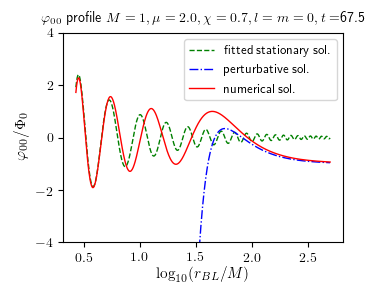 φ₀₀ profile M = 1, μ = 2.0, χ = 0.7, l = m = 0, t =67.5
fitted stationary sol.
perturbative sol.
numerical sol.
φ₀₀/Φ₀
4
2
0
−2
−4
0.5 1.0 1.5 2.0 2.5
log₁₀(r_BL/M)